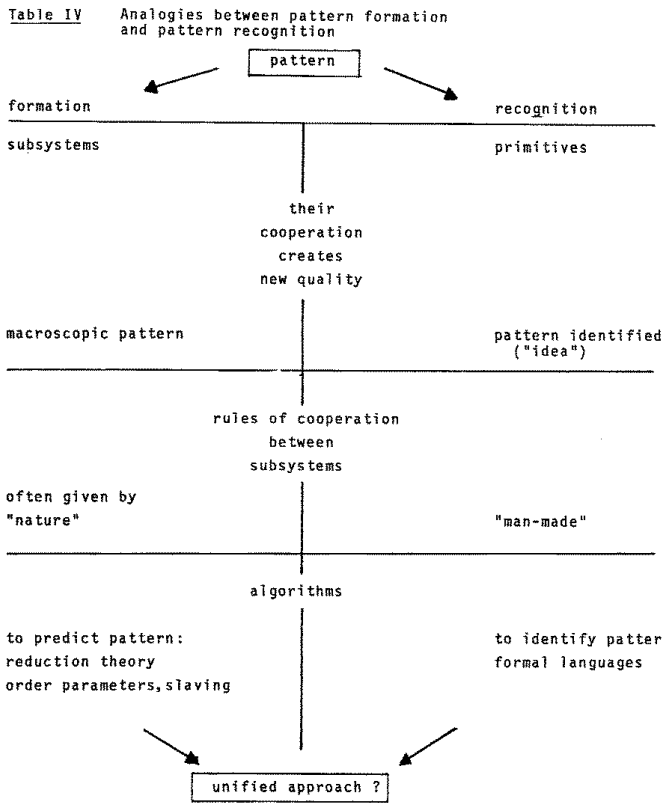 Table IV Analogies between pattern formation
and pattern recognition
pattern
formation recognition
subsystems primitives
their
cooperation
creates
new quality
macroscopic pattern pattern identified
("idea")
rules of cooperation
between
subsystems
often given by
"nature" "man-made"
algorithms
to predict pattern: to identify patter
reduction theory formal languages
order parameters, slaving
unified approach ?